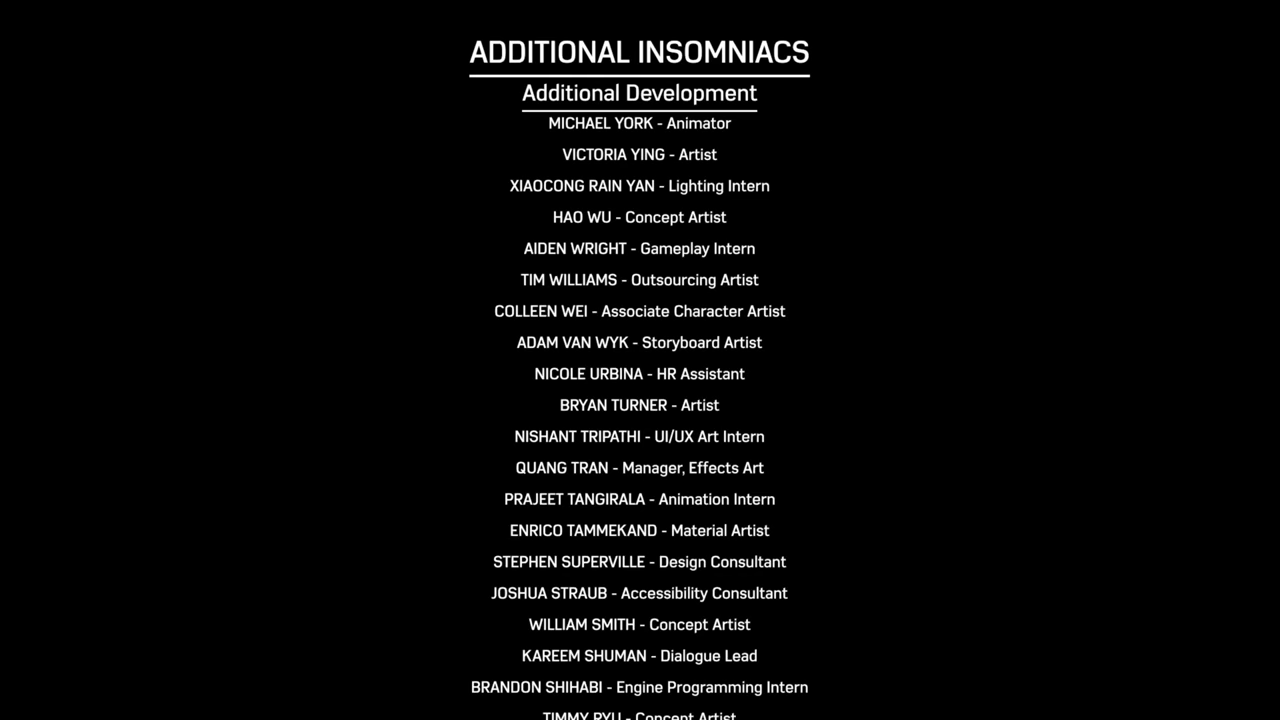 ADDITIONAL INSOMNIACS
Additional Development
MICHAEL YORK - Animator
VICTORIA YING - Artist
XIAOCONG RAIN YAN - Lighting Intern
HAO WU - Concept Artist
AIDEN WRIGHT - Gameplay Intern
TIM WILLIAMS - Outsourcing Artist
COLLEEN WEI - Associate Character Artist
ADAM VAN WYK - Storyboard Artist
NICOLE URBINA - HR Assistant
BRYAN TURNER - Artist
NISHANT TRIPATHI - UI/UX Art Intern
QUANG TRAN - Manager, Effects Art
PRAJEET TANGIRALA - Animation Intern
ENRICO TAMMEKAND - Material Artist
STEPHEN SUPERVILLE - Design Consultant
JOSHUA STRAUB - Accessibility Consultant
WILLIAM SMITH - Concept Artist
KAREEM SHUMAN - Dialogue Lead
BRANDON SHIHABI - Engine Programming Intern
TIMMY RYU - Concept Artist